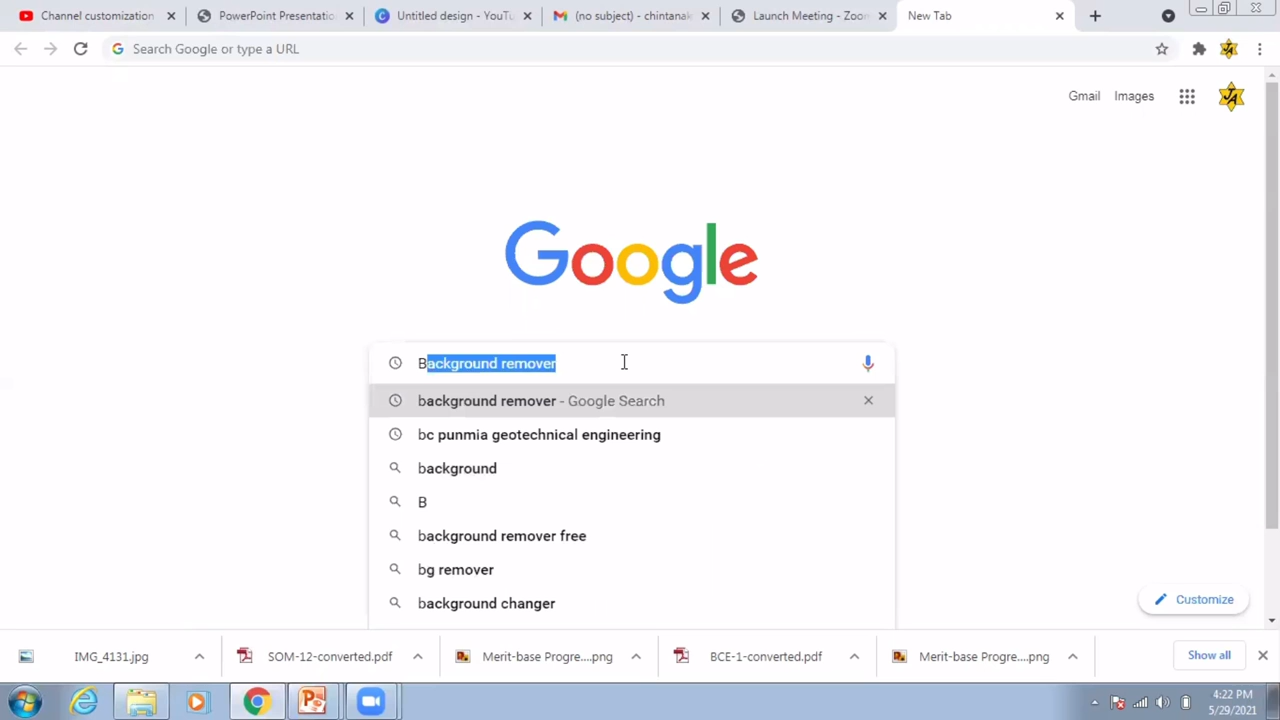 Channel customization
PowerPoint Presentatio
Untitled design - YouTu
(no subject) - chintanak
Launch Meeting - Zoo
New Tab
Search Google or type a URL
Gmail
Images
JA
Google
Background remover
background remover - Google Search
bc punmia geotechnical engineering
background
B
background remover free
bg remover
background changer
Customize
IMG_4131.jpg
SOM-12-converted.pdf
Merit-base Progre....png
BCE-1-converted.pdf
Merit-base Progre....png
Show all
4:22 PM
5/29/2021